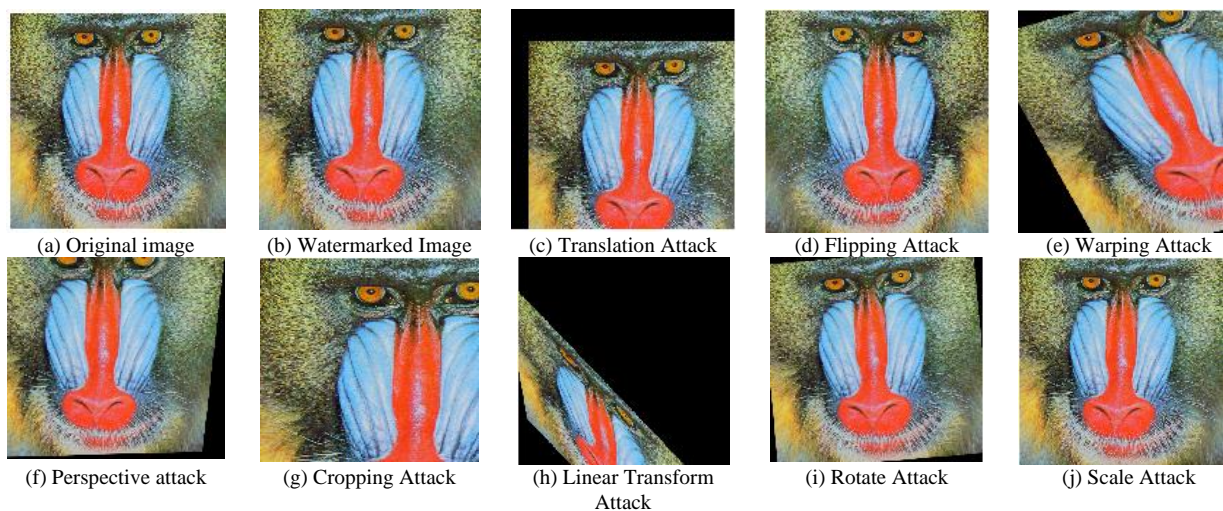 (a) Original image
(b) Watermarked Image
(c) Translation Attack
(d) Flipping Attack
(e) Warping Attack
(f) Perspective attack
(g) Cropping Attack
(h) Linear Transform
Attack
(i) Rotate Attack
(j) Scale Attack